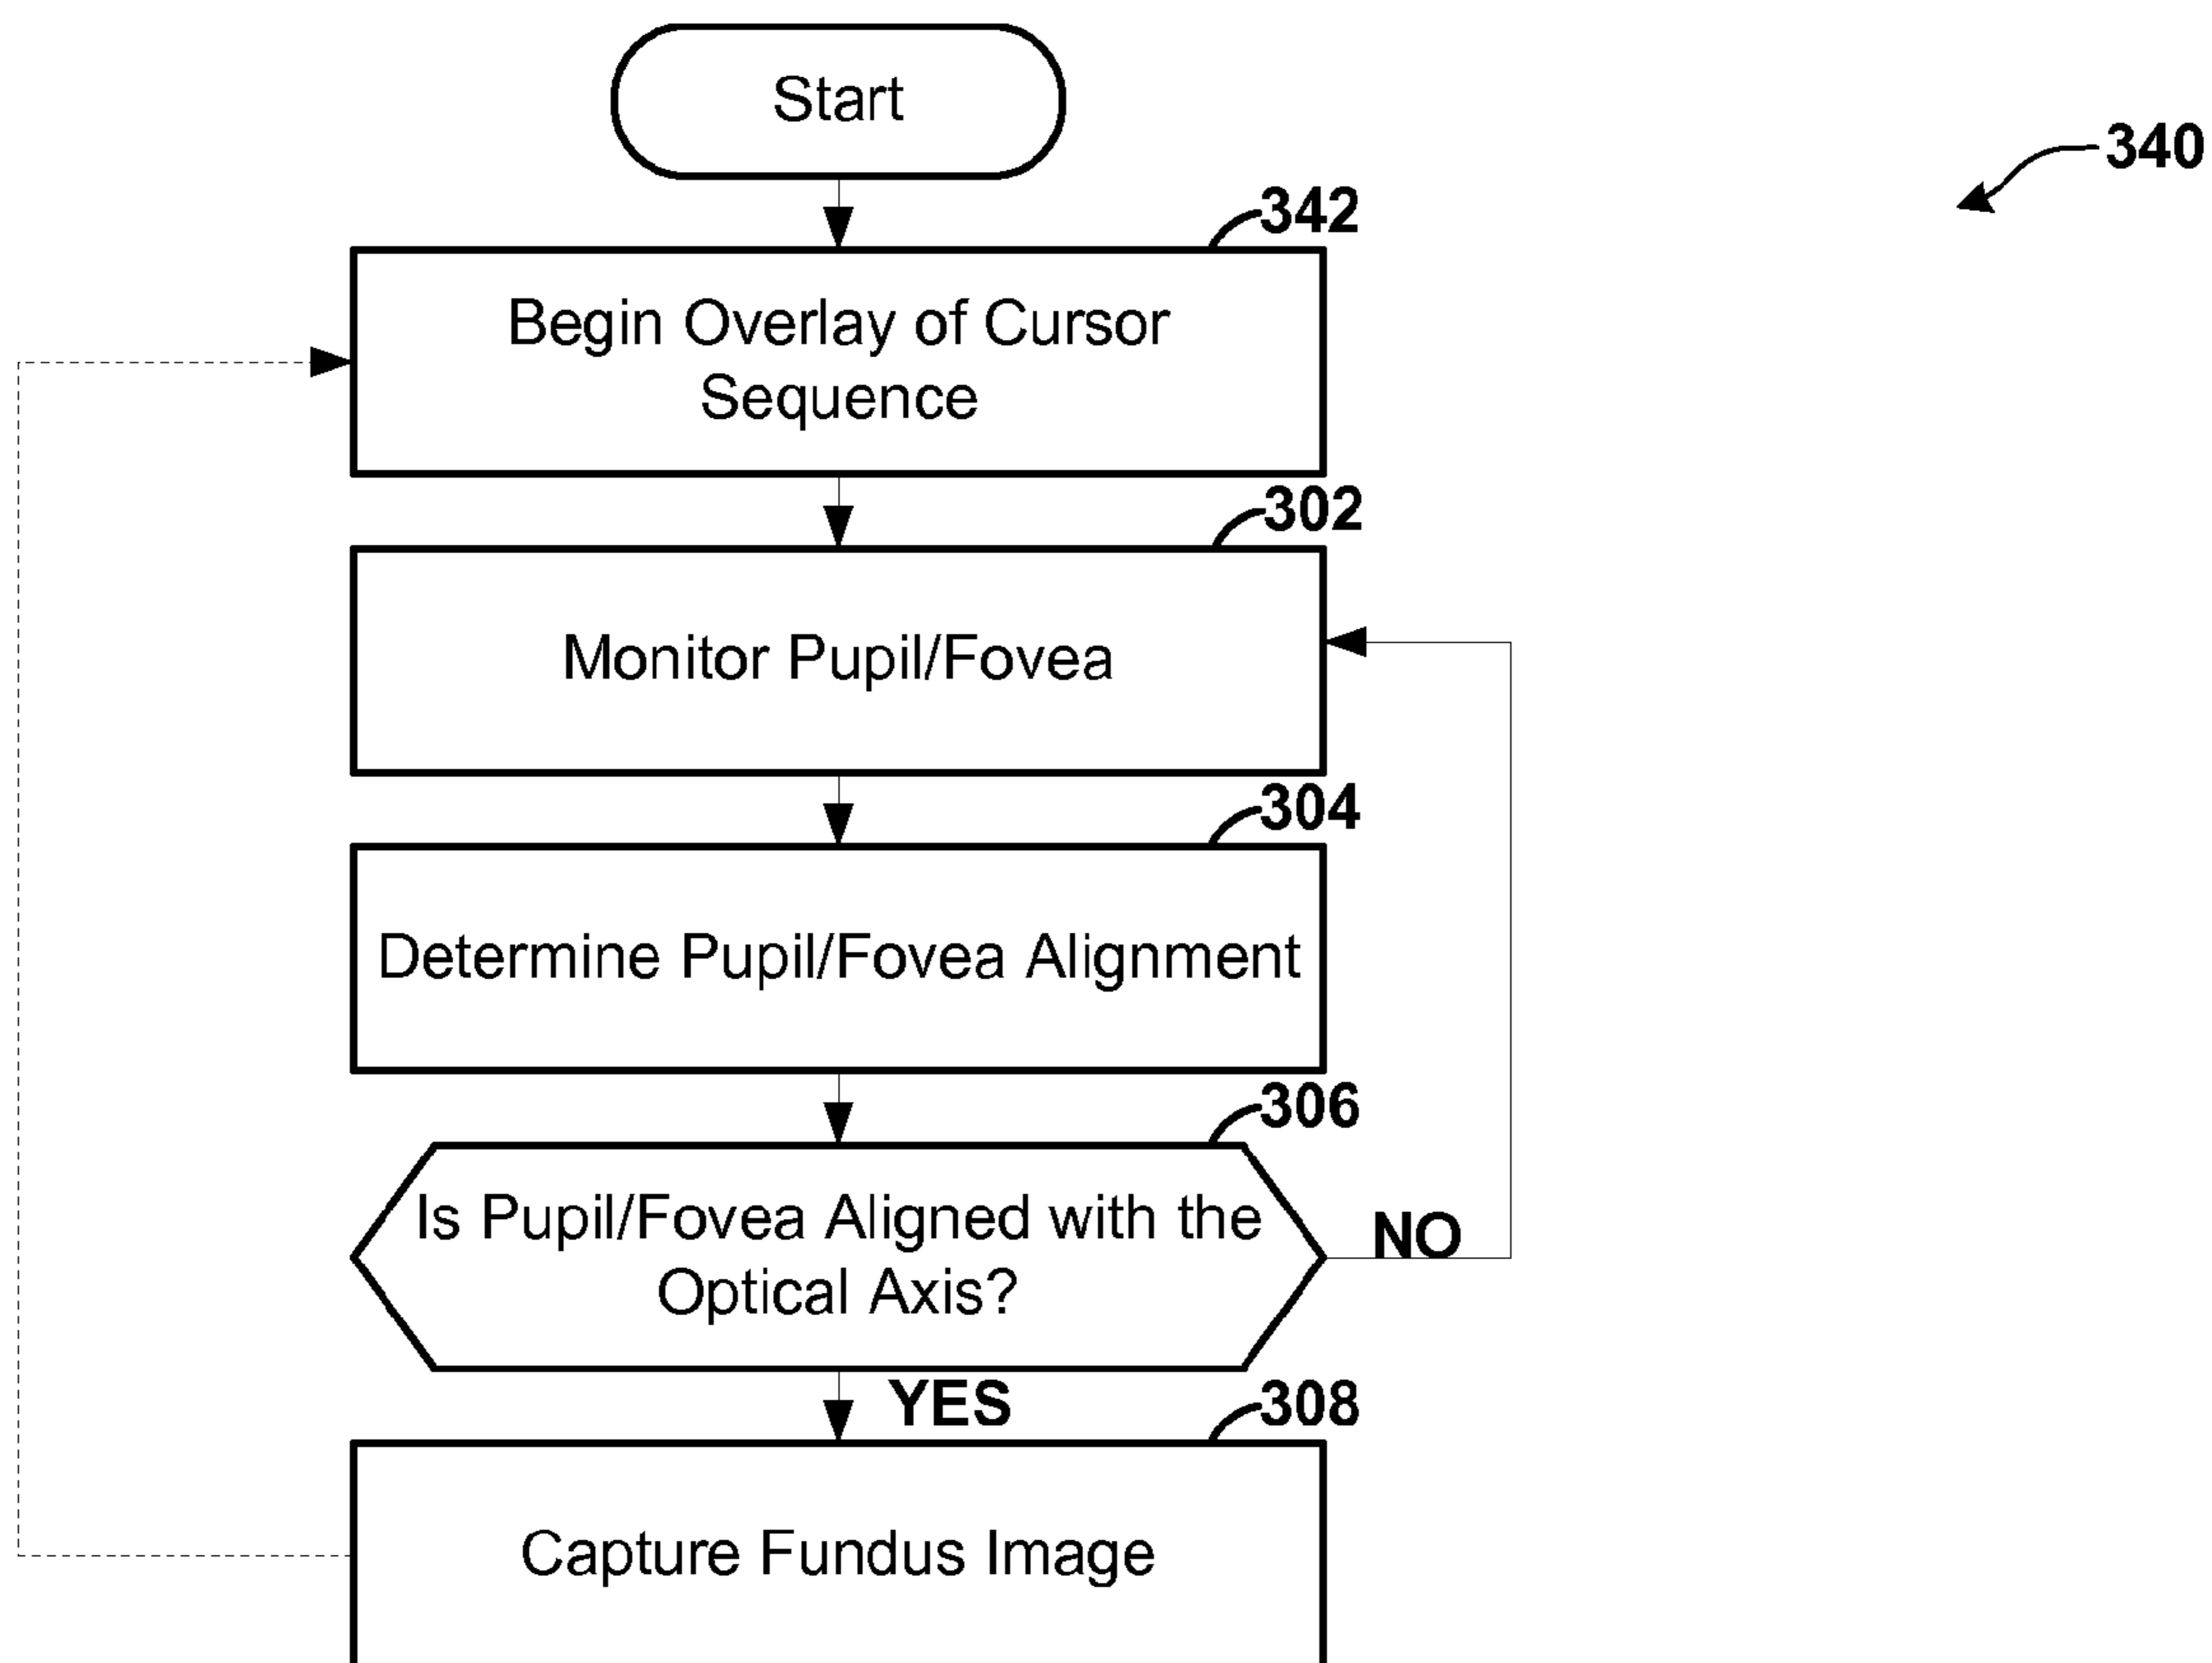 Start
340
342
Begin Overlay of Cursor
Sequence
302
Monitor Pupil/Fovea
304
Determine Pupil/Fovea Alignment
306
Is Pupil/Fovea Aligned with the
Optical Axis?
NO
YES
308
Capture Fundus Image